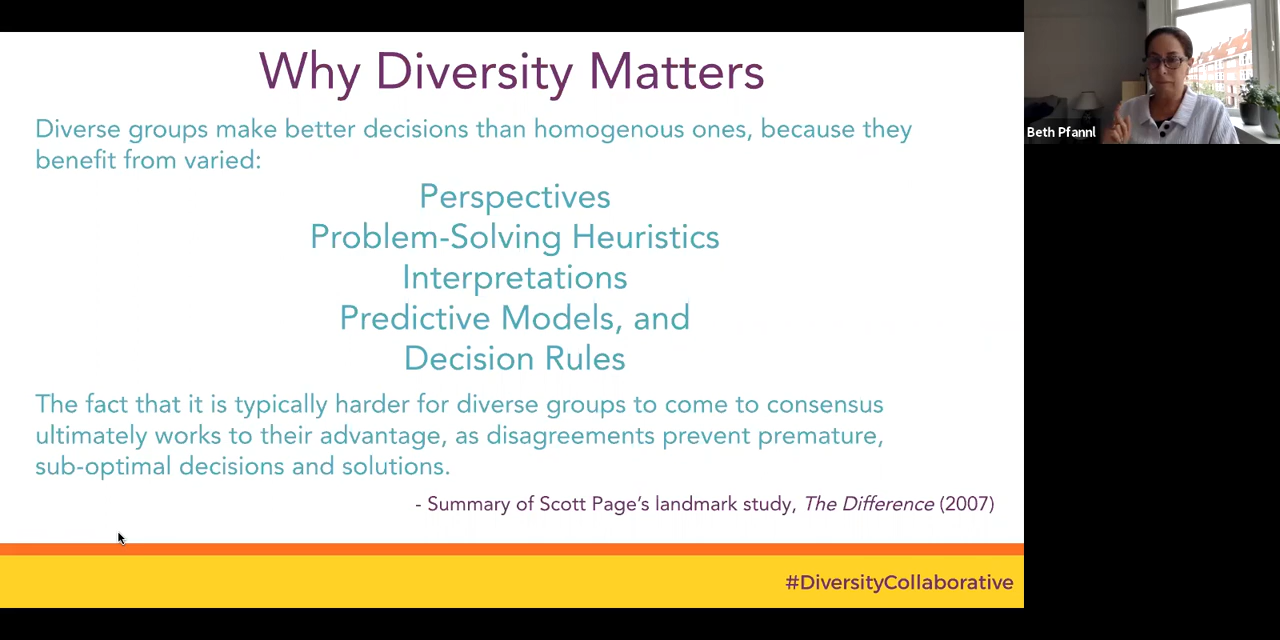 Why Diversity Matters
Diverse groups make better decisions than homogenous ones, because they
benefit from varied:
Perspectives
Problem-Solving Heuristics
Interpretations
Predictive Models, and
Decision Rules
The fact that it is typically harder for diverse groups to come to consensus
ultimately works to their advantage, as disagreements prevent premature,
sub-optimal decisions and solutions.
- Summary of Scott Page’s landmark study, The Difference (2007)
#DiversityCollaborative
Beth Pfannl